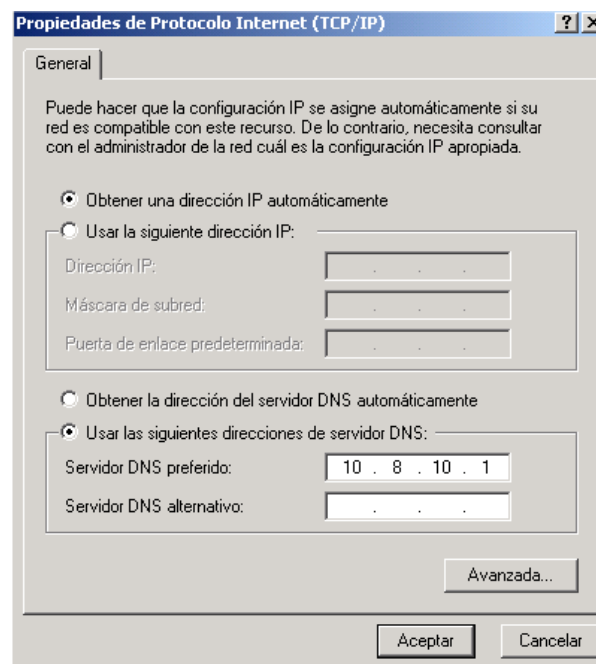 Propiedades de Protocolo Internet (TCP/IP)
General
Puede hacer que la configuración IP se asigne automáticamente si su
red es compatible con este recurso. De lo contrario, necesita consultar
con el administrador de la red cuál es la configuración IP apropiada.
Obtener una dirección IP automáticamente
Usar la siguiente dirección IP:
Dirección IP:
Máscara de subred:
Puerta de enlace predeterminada:
Obtener la dirección del servidor DNS automáticamente
Usar las siguientes direcciones de servidor DNS:
Servidor DNS preferido: 10 . 8 . 10 . 1
Servidor DNS alternativo:
Avanzada...
Aceptar Cancelar